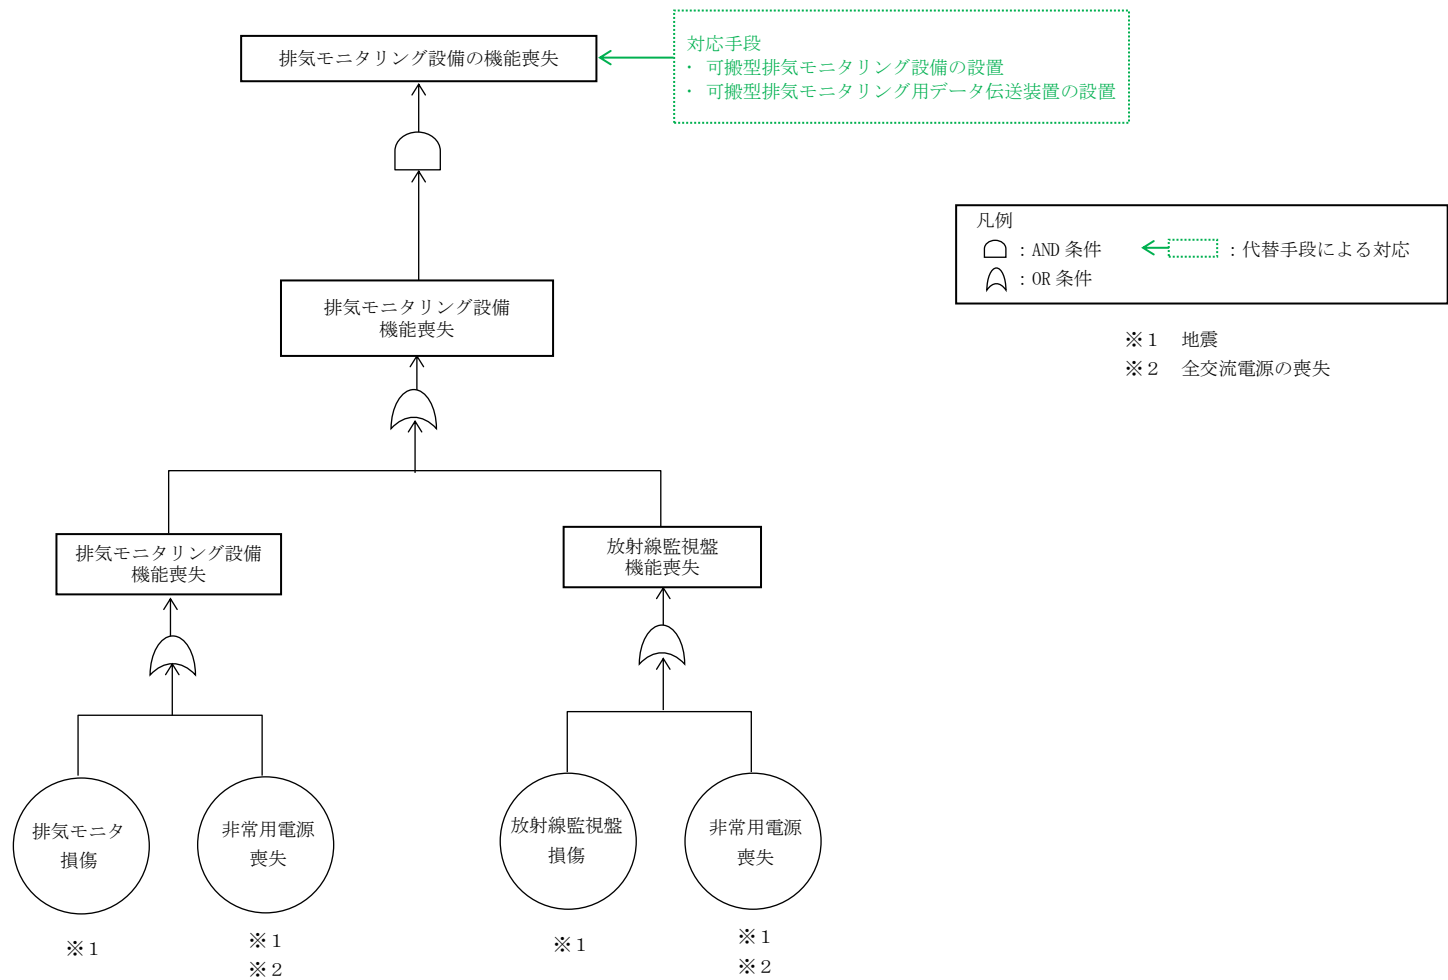 排気モニタリング設備の機能喪失
対応手段
・ 可搬型排気モニタリング設備の設置
・ 可搬型排気モニタリング用データ伝送装置の設置
凡例
：AND 条件
：代替手段による対応
：OR 条件
※１ 地震
※２ 全交流電源の喪失
排気モニタリング設備
機能喪失
排気モニタリング設備
機能喪失
放射線監視盤
機能喪失
排気モニタ
損傷
非常用電源
喪失
放射線監視盤
損傷
非常用電源
喪失
※１
※１
※２
※１
※１
※２